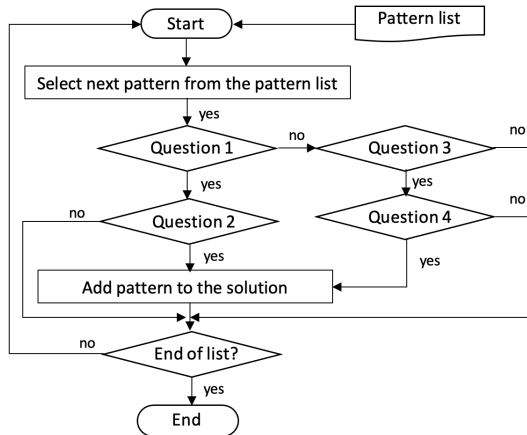 Start
Pattern list
Select next pattern from the pattern list
yes
Question 1
no
Question 3
no
yes
yes
no
Question 2
Question 4
no
yes
yes
Add pattern to the solution
no
End of list?
yes
End